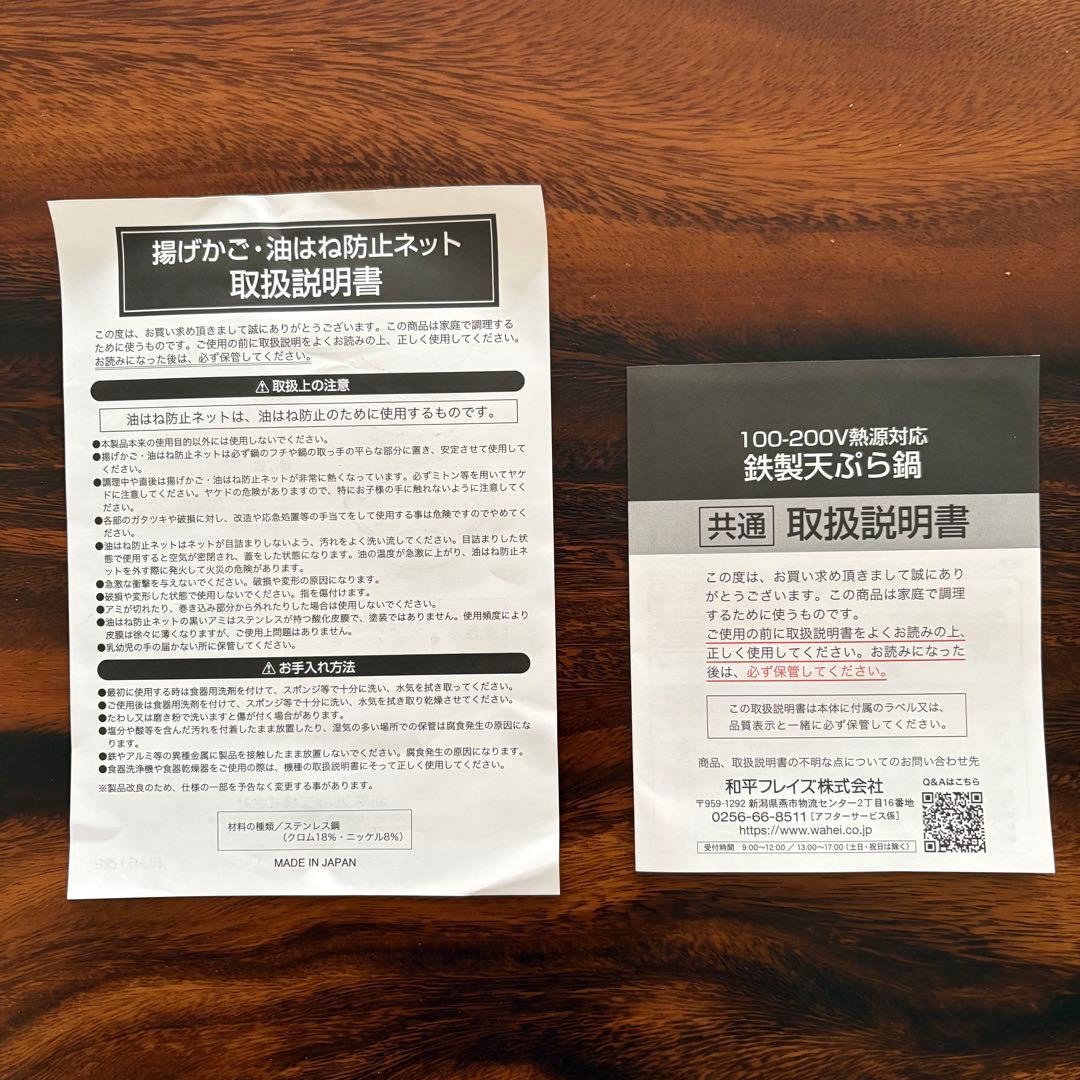 揚げかご・油はね防止ネット
取扱説明書
この度は、お買い求め頂きまして誠にありがとうございます。この商品は家庭で調理する
ために使うものです。ご使用の前に取扱説明をよくお読みの上、正しく使用してください。
お読みになった後は、必ず保管してください。
⚠取扱上の注意
油はね防止ネットは、油はね防止のために使用するものです。
●本製品本来の使用目的以外には使用しないでください。
●揚げかご・油はね防止ネットは必ず鍋のフチや鍋の取っ手の平らな部分に置き、安定させて使用して
ください。
●調理中や直後は揚げかご・油はね防止ネットが非常に熱くなっています。必ずミトン等を用いてヤケ
ドに注意してください。ヤケドの危険がありますので、特にお子様の手に触れないように注意してく
ださい。
●各部のガタツキや破損に対し、改造や応急処置等の手当てをして使用する事は危険ですのでやめてく
ださい。
●油はね防止ネットはネットが目詰まりしないよう、汚れをよく洗い流してください。目詰まりした状
態で使用すると空気が密閉され、蓋をした状態になります。油の温度が急激に上がり、油はね防止ネ
ットを外す際に発火して火災の危険があります。
●急激な衝撃を与えないでください。破損や変形の原因になります。
●破損や変形した状態で使用しないでください。指を傷付けます。
●アミが切れたり、巻き込み部分から外れたりした場合は使用しないでください。
●油はね防止ネットの黒いアミはステンレスが持つ酸化皮膜で、塗装ではありません。使用頻度により
皮膜は徐々に薄くなりますが、ご使用上問題はありません。
●乳幼児の手の届かない所に保管してください。
⚠お手入れ方法
●最初に使用する時は食器用洗剤を付けて、スポンジ等で十分に洗い、水気を拭き取ってください。
●ご使用後は食器用洗剤を付けて、スポンジ等で十分に洗い、水気を拭き取り乾燥させてください。
●たわし又は磨き粉で洗いますと傷が付く場合があります。
●塩分や酸等を含んだ汚れを付着したまま放置したり、湿気の多い場所での保管は腐食発生の原因にな
ります。
●鉄やアルミ等の異種金属に製品を接触したまま放置しないでください。腐食発生の原因になります。
●食器洗浄機や食器乾燥器をご使用の際は、機種の取扱説明書にそって正しく使用してください。
※製品改良のため、仕様の一部を予告なく変更する事があります。
材料の種類／ステンレス鋼
（クロム18%・ニッケル8%）
MADE IN JAPAN
100-200V熱源対応
鉄製天ぷら鍋
共通 取扱説明書
この度は、お買い求め頂きまして誠にあり
がとうございます。この商品は家庭で調理
するために使うものです。
ご使用の前に取扱説明書をよくお読みの上、
正しく使用してください。お読みになった
後は、必ず保管してください。
この取扱説明書は本体に付属のラベル又は、
品質表示と一緒に必ず保管してください。
商品、取扱説明書の不明な点についてのお問い合わせ先
和平フレイズ株式会社
Q&Aはこちら
〒959-1292 新潟県燕市物流センター2丁目16番地
0256-66-8511［アフターサービス係］
https://www.wahei.co.jp
受付時間 9:00〜12:00 ／ 13:00〜17:00（土日・祝日は除く）